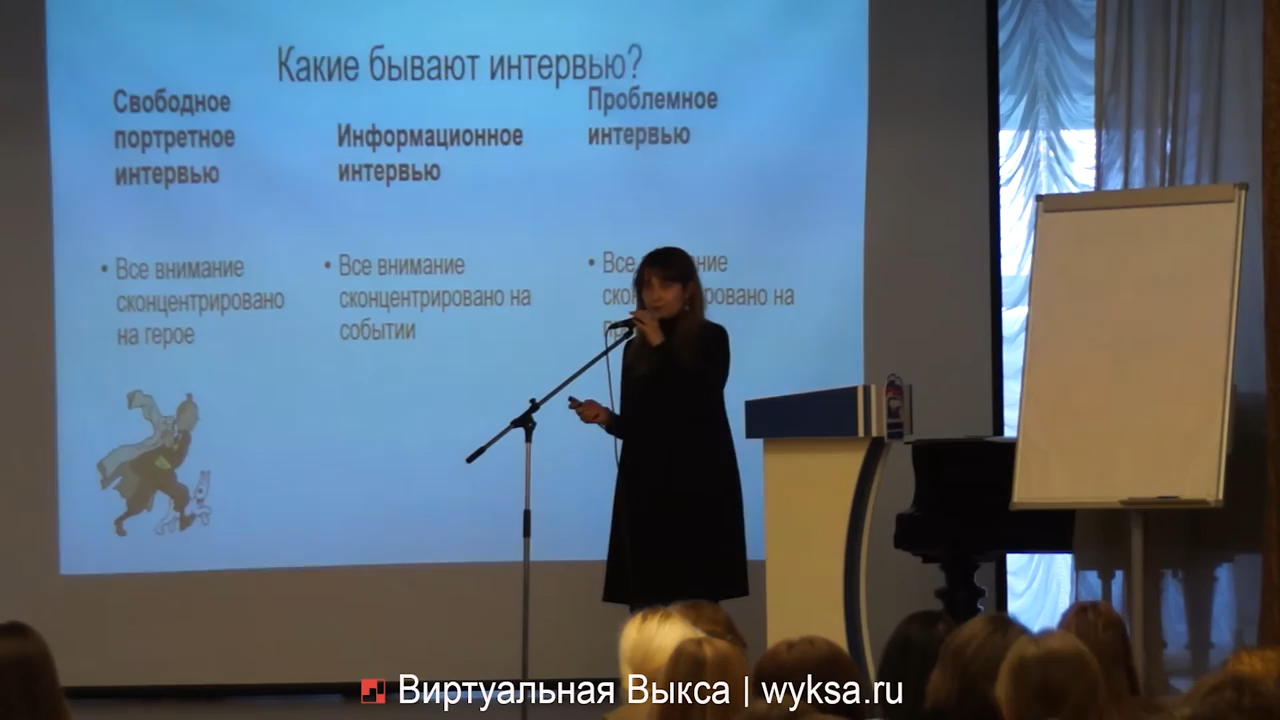 Какие бывают интервью?
Свободное
портретное
интервью
Информационное
интервью
Проблемное
интервью
• Все внимание
сконцентрировано
на герое
• Все внимание
сконцентрировано на
событии
• Все
на
Виртуальная Выкса | wyksa.ru